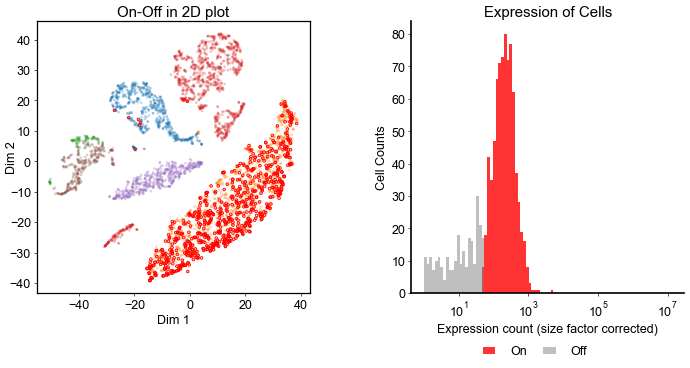 On-Off in 2D plot
40
30
20
10
0
−10
−20
−30
−40
Dim 2
−40 −20 0 20 40
Dim 1
Expression of Cells
80
70
60
50
40
30
20
10
0
Cell Counts
10^1 10^3 10^5 10^7
Expression count (size factor corrected)
On Off